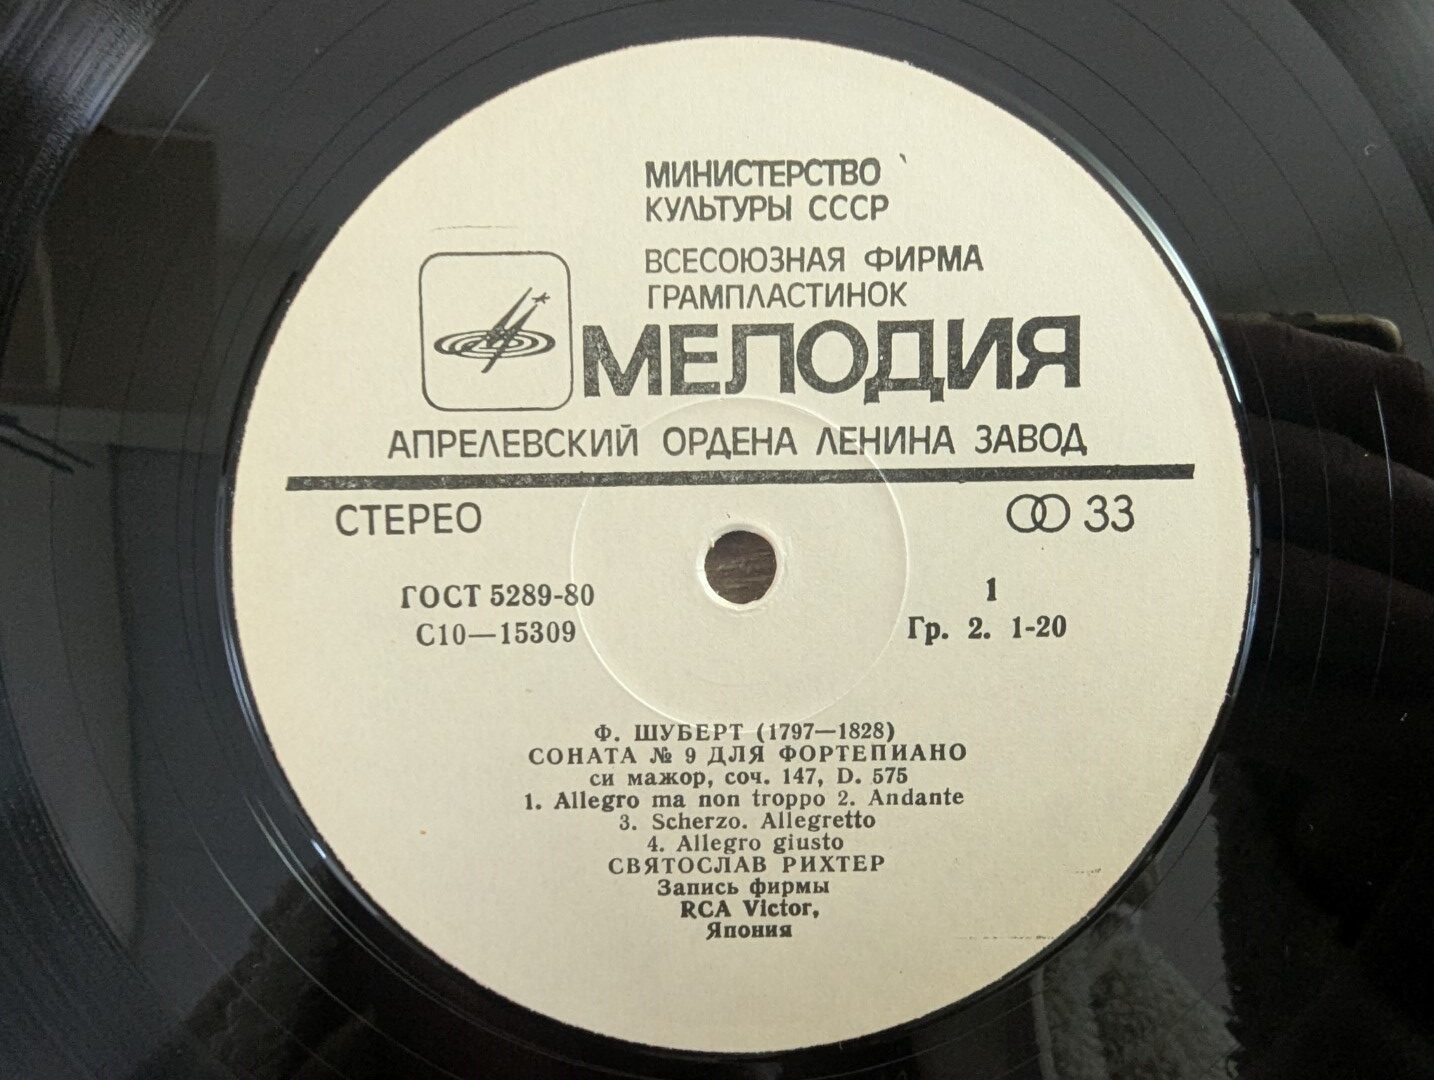 МИНИСТЕРСТВО
КУЛЬТУРЫ СССР
ВСЕСОЮЗНАЯ ФИРМА
ГРАМПЛАСТИНОК
МЕЛОДИЯ
АПРЕЛЕВСКИЙ ОРДЕНА ЛЕНИНА ЗАВОД
СТЕРЕО 33
ГОСТ 5289-80 1
С10—15309 Гр. 2. 1-20
Ф. ШУБЕРТ (1797—1828)
СОНАТА № 9 ДЛЯ ФОРТЕПИАНО
си мажор, соч. 147, D. 575
1. Allegro ma non troppo 2. Andante
3. Scherzo. Allegretto
4. Allegro giusto
СВЯТОСЛАВ РИХТЕР
Запись фирмы
RCA Victor,
Япония